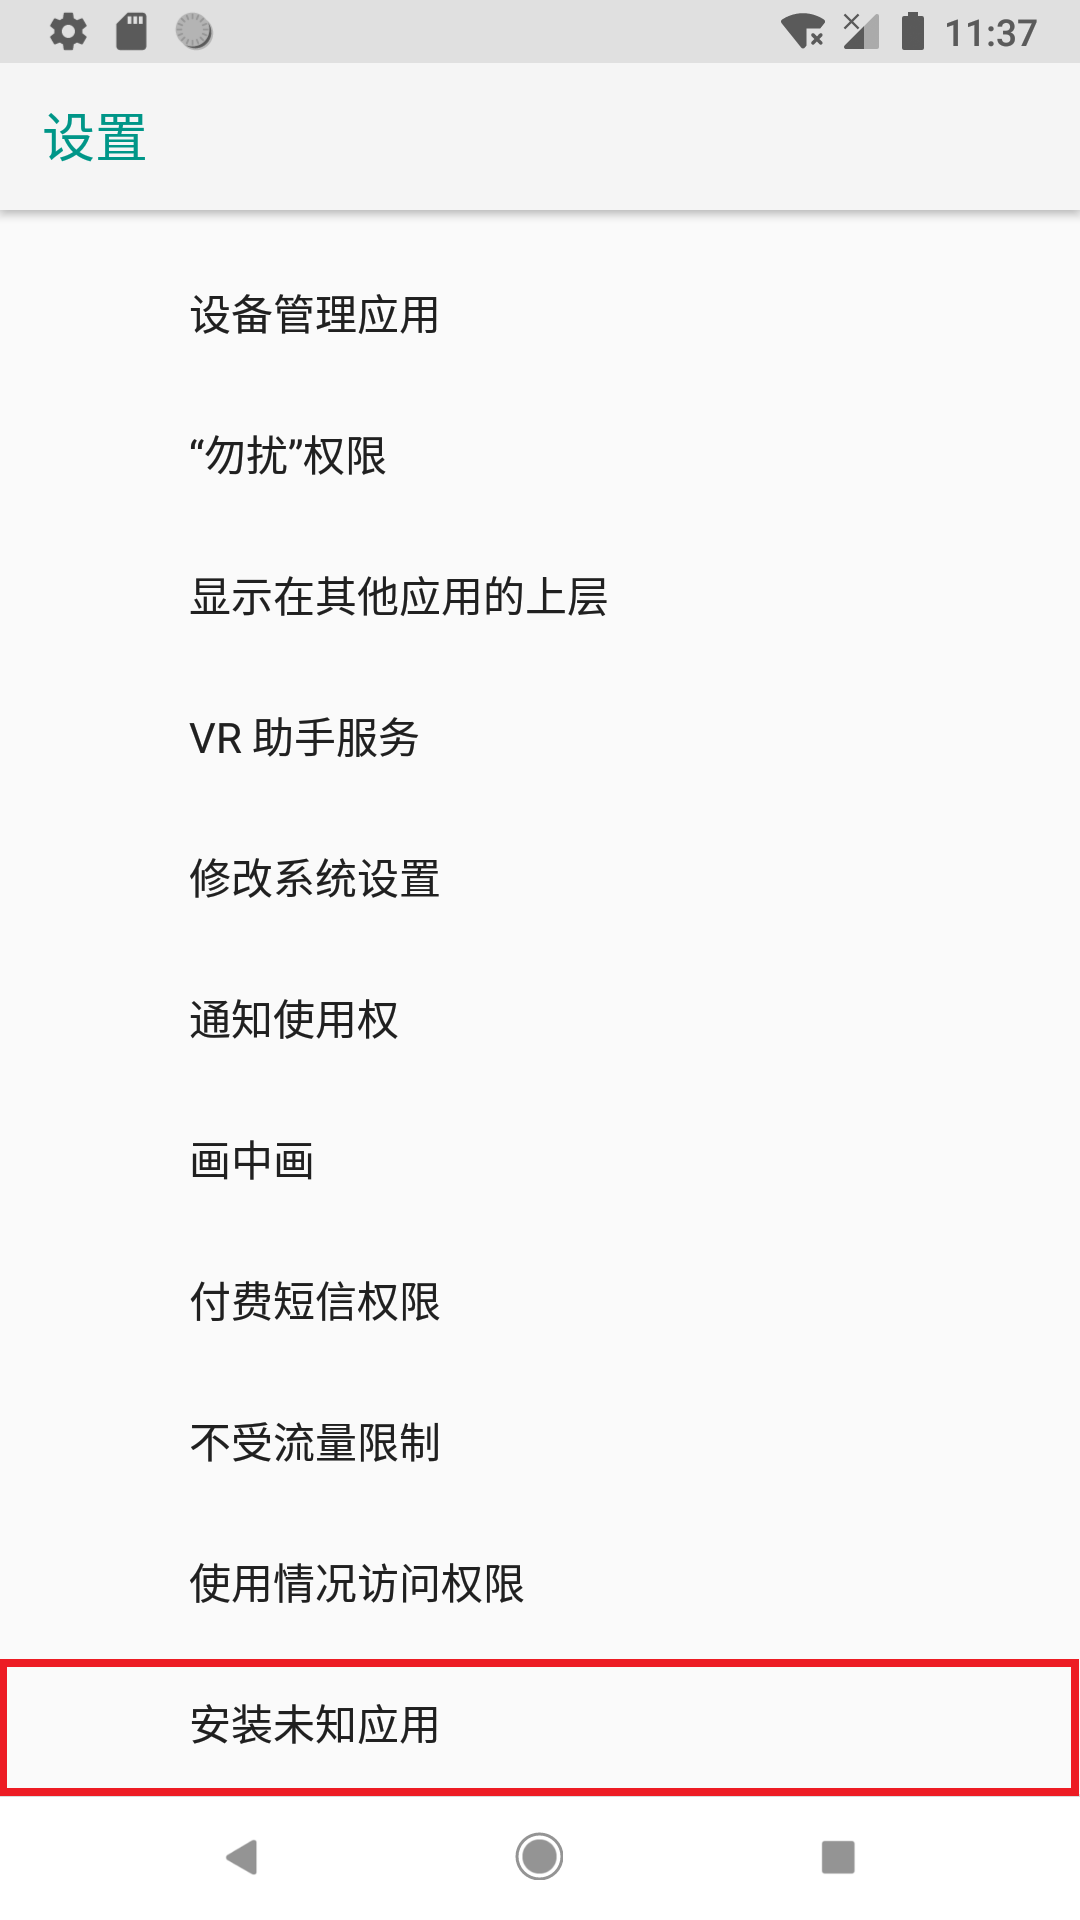 11:37
设置
设备管理应用
“勿扰”权限
显示在其他应用的上层
VR 助手服务
修改系统设置
通知使用权
画中画
付费短信权限
不受流量限制
使用情况访问权限
安装未知应用